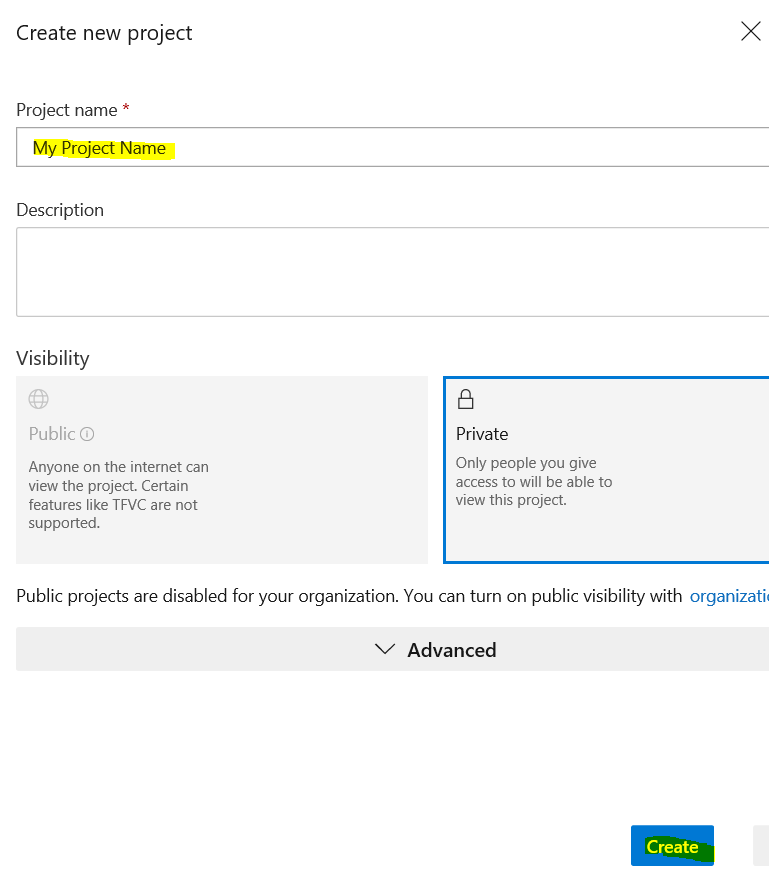 Create new project
Project name *
My Project Name
Description
Visibility
Public
Anyone on the internet can
view the project. Certain
features like TFVC are not
supported.
Private
Only people you give
access to will be able to
view this project.
Public projects are disabled for your organization. You can turn on public visibility with
Advanced
Create